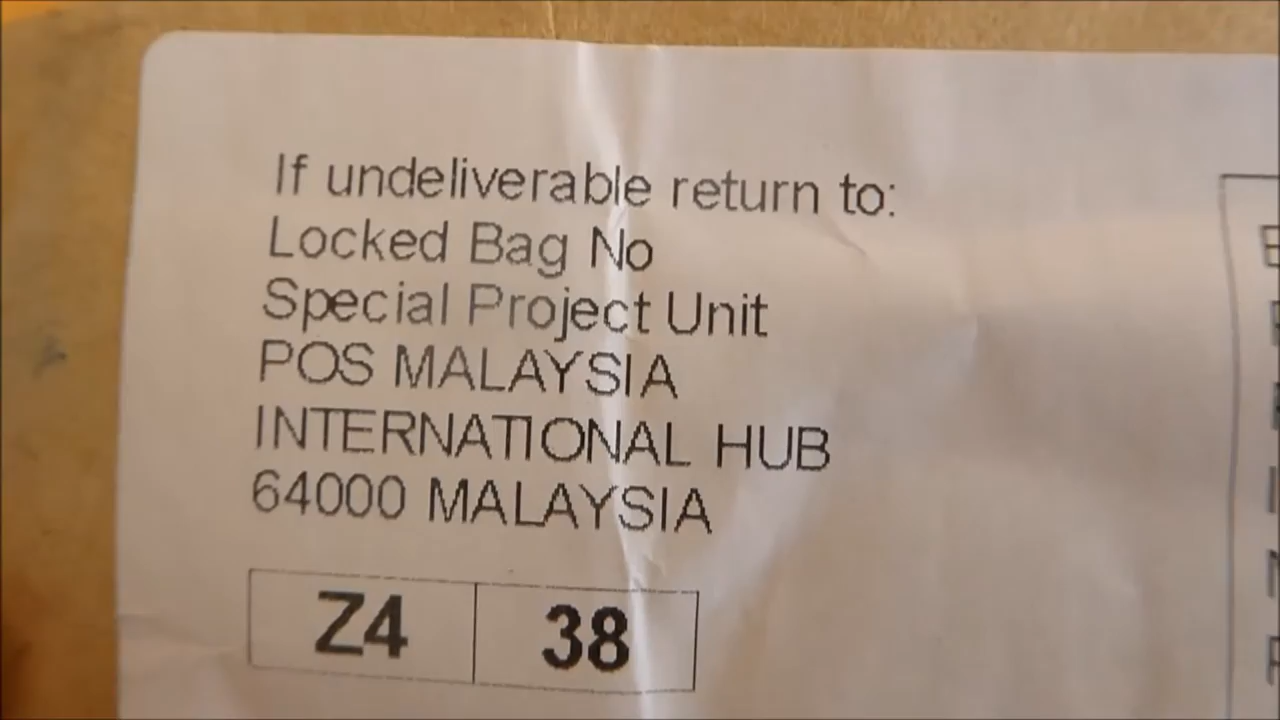 If undeliverable return to:
Locked Bag No
Special Project Unit
POS MALAYSIA
INTERNATIONAL HUB
64000 MALAYSIA
Z4 38